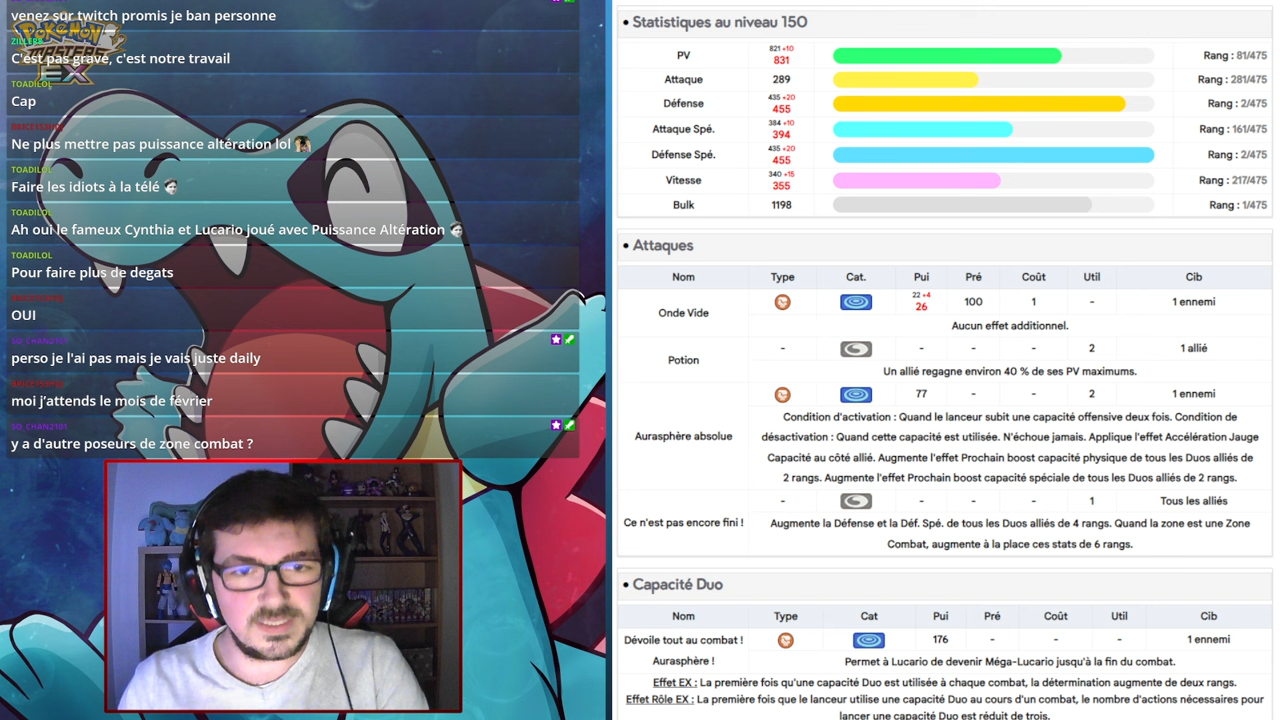 venez sur twitch promis je ban personne
POKÉMON
MASTERS
EX
C'est pas grave, c'est notre travail
TOADILOL
Cap
Ne plus mettre pas puissance altération lol
TOADILOL
Faire les idiots à la télé
TOADILOL
Ah oui le fameux Cynthia et Lucario joué avec Puissance Altération
TOADILOL
Pour faire plus de degats
OUI
SO_CHAN2101
perso je l'ai pas mais je vais juste daily
moi j'attends le mois de février
SO_CHAN2101
y a d'autre poseurs de zone combat ?
• Statistiques au niveau 150
PV 821 +10 831 Rang : 81/475
Attaque 289 Rang : 281/475
Défense 435 +20 455 Rang : 2/475
Attaque Spé. 384 +10 394 Rang : 161/475
Défense Spé. 435 +20 455 Rang : 2/475
Vitesse 340 +15 355 Rang : 217/475
Bulk 1198 Rang : 1/475
• Attaques
Nom Type Cat. Pui Pré Coût Util Cib
Onde Vide 22 +4 26 100 1 - 1 ennemi
Aucun effet additionnel.
Potion - - - - 2 1 allié
Un allié regagne environ 40 % de ses PV maximums.
Aurasphère absolue 77 - - 2 1 ennemi
Condition d'activation : Quand le lanceur subit une capacité offensive deux fois. Condition de
désactivation : Quand cette capacité est utilisée. N'échoue jamais. Applique l'effet Accélération Jauge
Capacité au côté allié. Augmente l'effet Prochain boost capacité physique de tous les Duos alliés de
2 rangs. Augmente l'effet Prochain boost capacité spéciale de tous les Duos alliés de 2 rangs.
Ce n'est pas encore fini ! - - - - 1 Tous les alliés
Augmente la Défense et la Déf. Spé. de tous les Duos alliés de 4 rangs. Quand la zone est une Zone
Combat, augmente à la place ces stats de 6 rangs.
• Capacité Duo
Nom Type Cat Pui Pré Coût Util Cib
Dévoile tout au combat ! 176 - - - 1 ennemi
Aurasphère !
Permet à Lucario de devenir Méga-Lucario jusqu'à la fin du combat.
Effet EX : La première fois qu'une capacité Duo est utilisée à chaque combat, la détermination augmente de deux rangs.
Effet Rôle EX : La première fois que le lanceur utilise une capacité Duo au cours d'un combat, le nombre d'actions nécessaires pour
lancer une capacité Duo est réduit de trois.